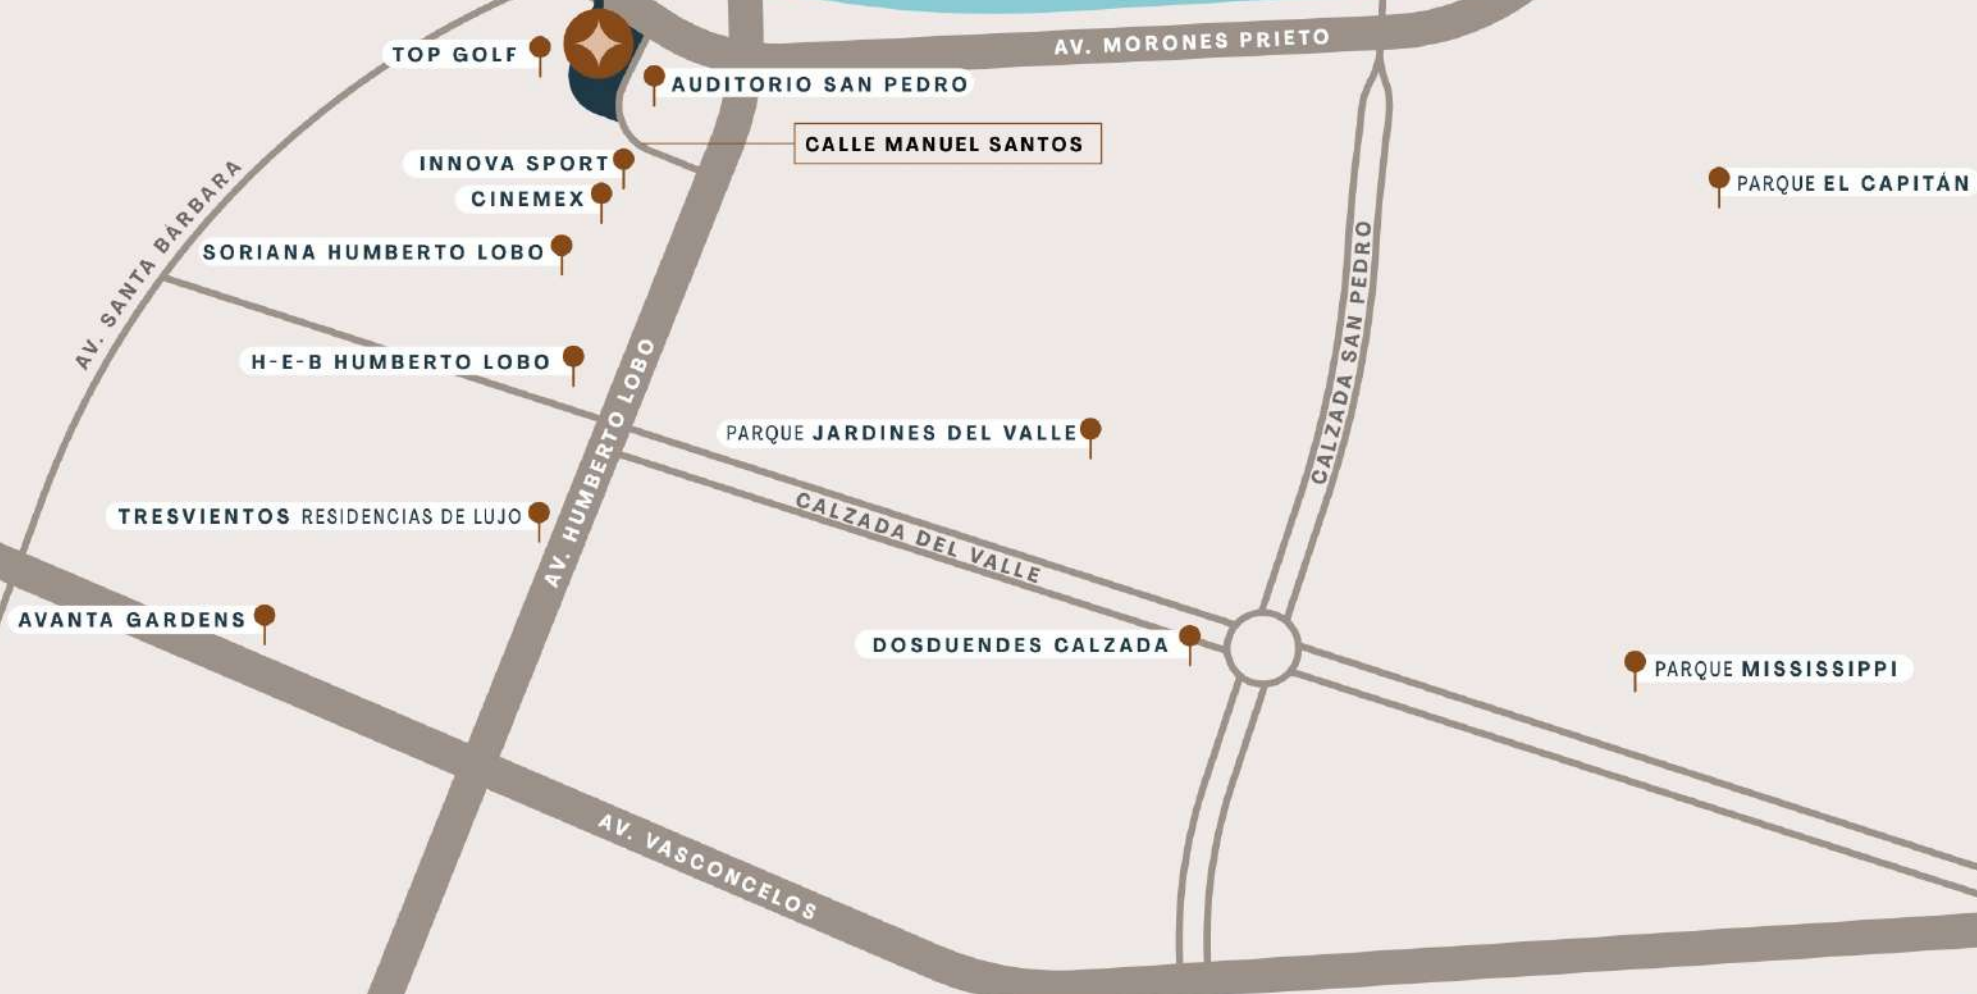 AV. MORONES PRIETO
TOP GOLF
AUDITORIO SAN PEDRO
CALLE MANUEL SANTOS
INNOVA SPORT
CINEMEX
PARQUE EL CAPITÁN
AV. SANTA BÁRBARA
SORIANA HUMBERTO LOBO
CALZADA SAN PEDRO
H-E-B HUMBERTO LOBO
AV. HUMBERTO LOBO
PARQUE JARDINES DEL VALLE
TRESVIENTOS RESIDENCIAS DE LUJO
CALZADA DEL VALLE
AVANTA GARDENS
DOSDUENDES CALZADA
PARQUE MISSISSIPPI
AV. VASCONCELOS